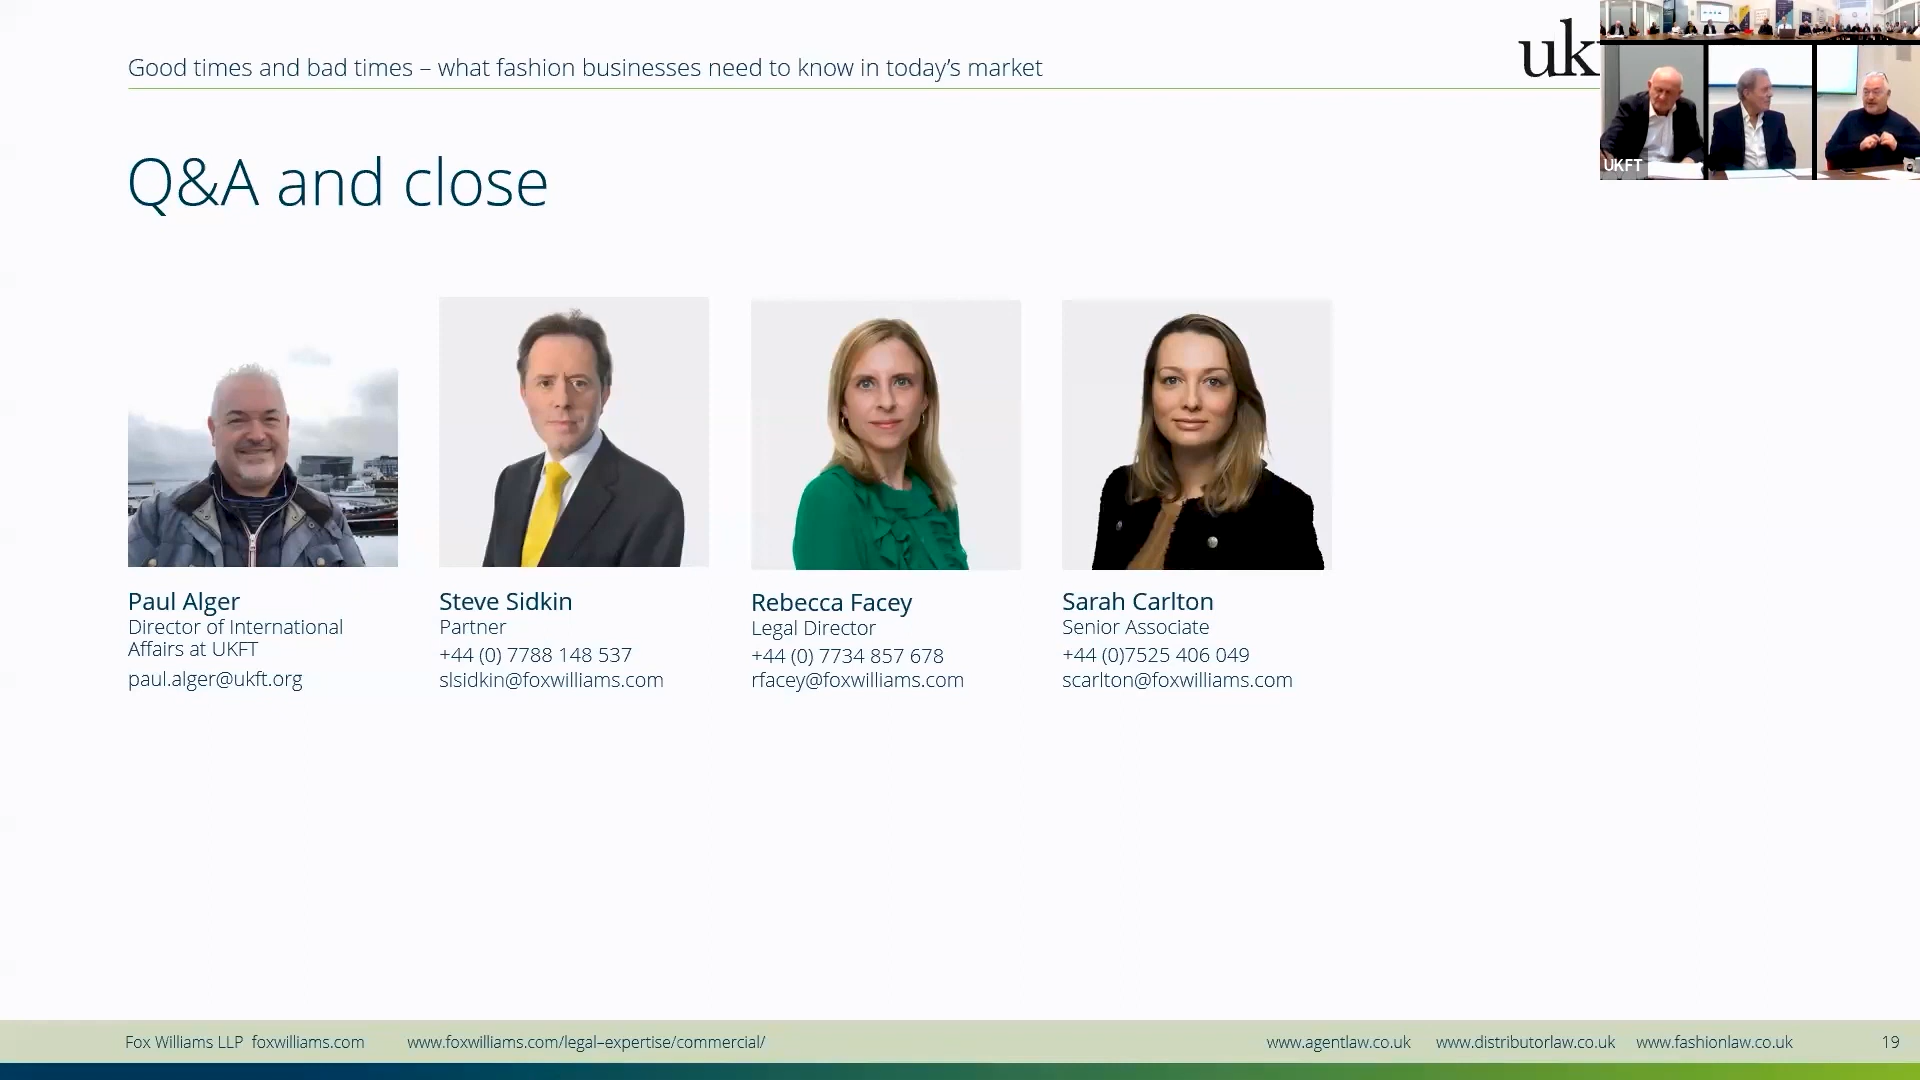 Good times and bad times – what fashion businesses need to know in today's market
uk
UKFT
Q&A and close
Paul Alger
Director of International
Affairs at UKFT
paul.alger@ukft.org
Steve Sidkin
Partner
+44 (0) 7788 148 537
slsidkin@foxwilliams.com
Rebecca Facey
Legal Director
+44 (0) 7734 857 678
rfacey@foxwilliams.com
Sarah Carlton
Senior Associate
+44 (0)7525 406 049
scarlton@foxwilliams.com
Fox Williams LLP foxwilliams.com www.foxwilliams.com/legal–expertise/commercial/ www.agentlaw.co.uk www.distributorlaw.co.uk www.fashionlaw.co.uk 19